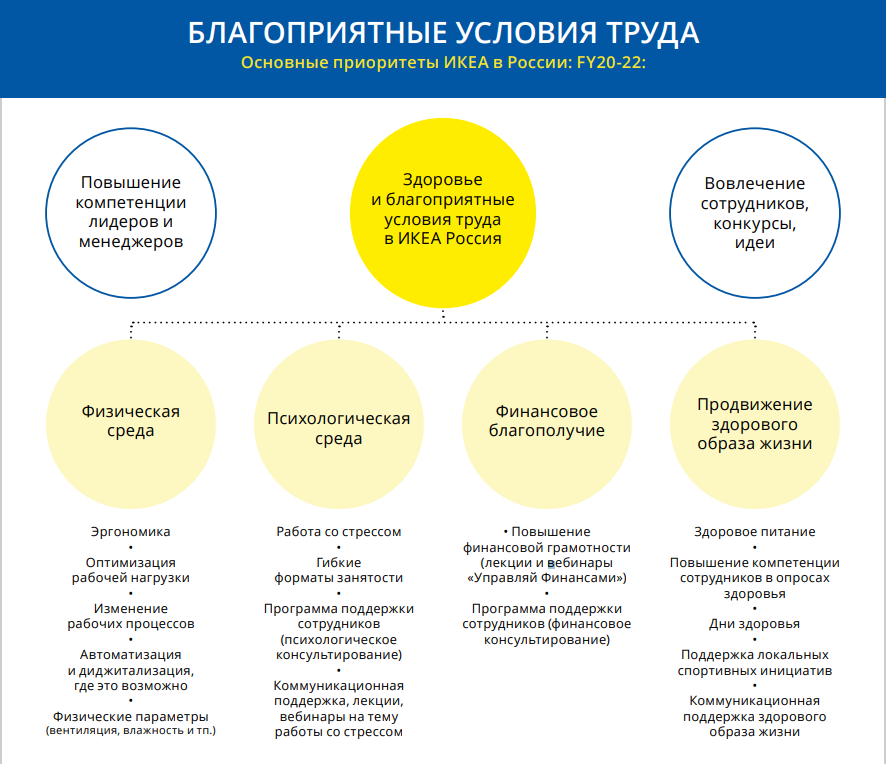 БЛАГОПРИЯТНЫЕ УСЛОВИЯ ТРУДА
Основные приоритеты ИКЕА в России: FY20-22:
Повышение
компетенции
лидеров и
менеджеров
Здоровье
и благоприятные
условия труда
в ИКЕА Россия
Вовлечение
сотрудников,
конкурсы,
идеи
Физическая
среда
Психологическая
среда
Финансовое
благополучие
Продвижение
здорового
образа жизни
Эргономика
•
Оптимизация
рабочей нагрузки
•
Изменение
рабочих процессов
•
Автоматизация
и диджитализация,
где это возможно
•
Физические параметры
(вентиляция, влажность и тп.)
Работа со стрессом
•
Гибкие
форматы занятости
•
Программа поддержки
сотрудников
(психологическое
консультирование)
•
Коммуникационная
поддержка, лекции,
вебинары на тему
работы со стрессом
• Повышение
финансовой грамотности
(лекции и вебинары
«Управляй Финансами»)
•
Программа поддержки
сотрудников (финансовое
консультирование)
Здоровое питание
•
Повышение компетенции
сотрудников в опросах
здоровья
•
Дни здоровья
•
Поддержка локальных
спортивных инициатив
•
Коммуникационная
поддержка здорового
образа жизни